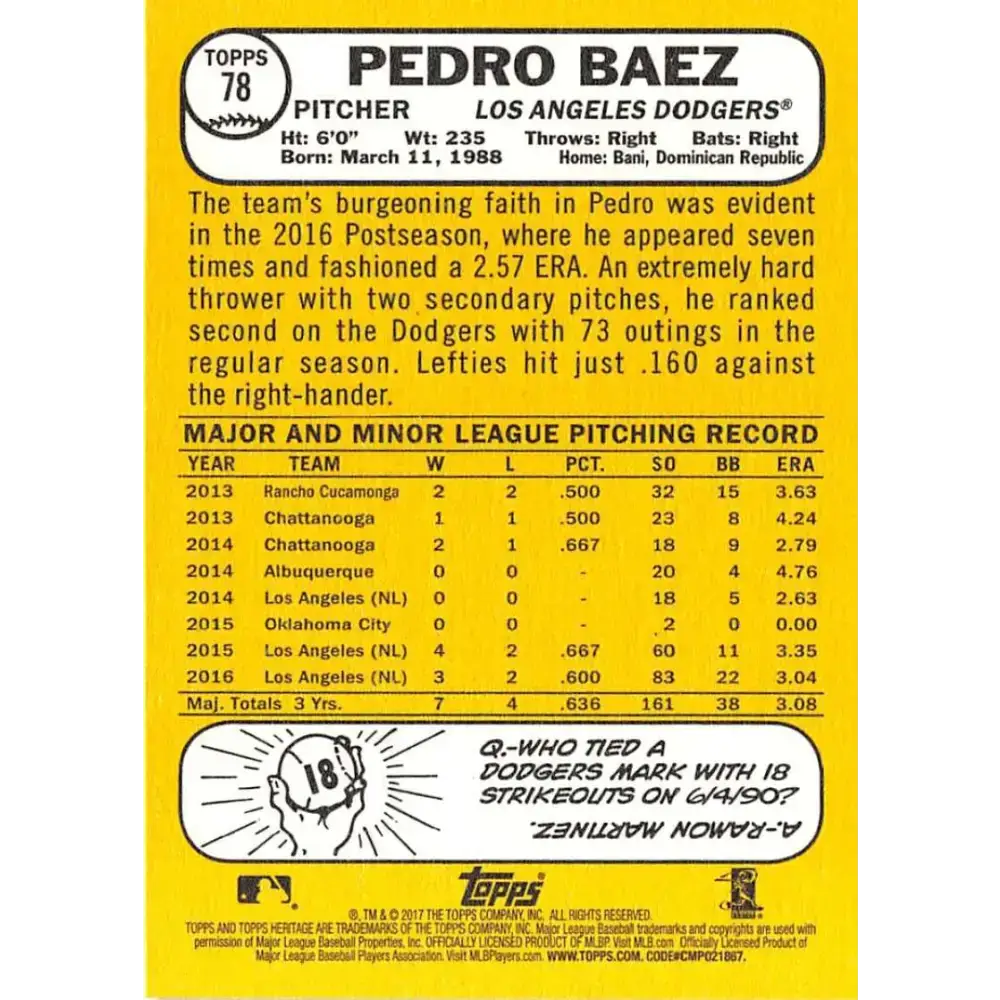 TOPPS
78
PEDRO BAEZ
PITCHER LOS ANGELES DODGERS®
Ht: 6'0" Wt: 235 Throws: Right Bats: Right
Born: March 11, 1988 Home: Bani, Dominican Republic
The team's burgeoning faith in Pedro was evident
in the 2016 Postseason, where he appeared seven
times and fashioned a 2.57 ERA. An extremely hard
thrower with two secondary pitches, he ranked
second on the Dodgers with 73 outings in the
regular season. Lefties hit just .160 against
the right-hander.
MAJOR AND MINOR LEAGUE PITCHING RECORD
YEAR TEAM W L PCT. SO BB ERA
2013 Rancho Cucamonga 2 2 .500 32 15 3.63
2013 Chattanooga 1 1 .500 23 8 4.24
2014 Chattanooga 2 1 .667 18 9 2.79
2014 Albuquerque 0 0 - 20 4 4.76
2014 Los Angeles (NL) 0 0 - 18 5 2.63
2015 Oklahoma City 0 0 - 2 0 0.00
2015 Los Angeles (NL) 4 2 .667 60 11 3.35
2016 Los Angeles (NL) 3 2 .600 83 22 3.04
Maj. Totals 3 Yrs. 7 4 .636 161 38 3.08
18
Q.-WHO TIED A
DODGERS MARK WITH 18
STRIKEOUTS ON 6/4/90?
A.-RAMON MARTINEZ.
Topps®
®, TM & © 2017 THE TOPPS COMPANY, INC. ALL RIGHTS RESERVED.
TOPPS AND TOPPS HERITAGE ARE TRADEMARKS OF THE TOPPS COMPANY, INC. Major League Baseball trademarks and copyrights are used with
permission of Major League Baseball Properties, Inc. OFFICIALLY LICENSED PRODUCT OF MLBP. Visit MLB.com Officially Licensed Product of
Major League Baseball Players Association. Visit MLBPlayers.com. WWW.TOPPS.COM. CODE#CMP021867.